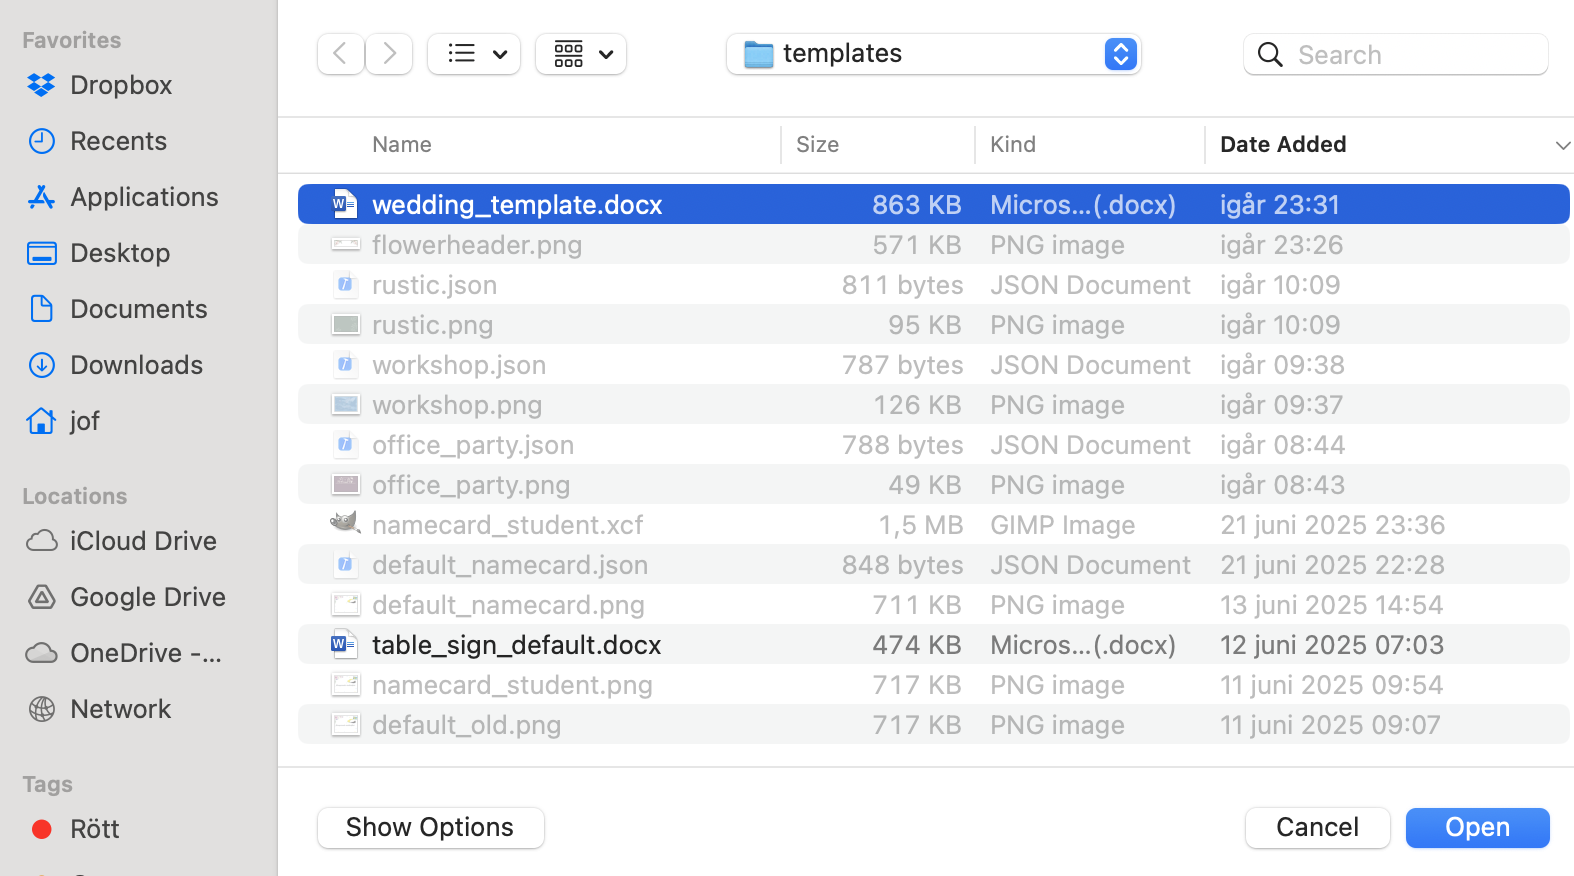 Favorites
Dropbox
Recents
Applications
Desktop
Documents
Downloads
jof
Locations
iCloud Drive
Google Drive
OneDrive -...
Network
Tags
Rött
templates
Search
Name Size Kind Date Added
wedding_template.docx 863 KB Micros...(.docx) igår 23:31
flowerheader.png 571 KB PNG image igår 23:26
rustic.json 811 bytes JSON Document igår 10:09
rustic.png 95 KB PNG image igår 10:09
workshop.json 787 bytes JSON Document igår 09:38
workshop.png 126 KB PNG image igår 09:37
office_party.json 788 bytes JSON Document igår 08:44
office_party.png 49 KB PNG image igår 08:43
namecard_student.xcf 1,5 MB GIMP Image 21 juni 2025 23:36
default_namecard.json 848 bytes JSON Document 21 juni 2025 22:28
default_namecard.png 711 KB PNG image 13 juni 2025 14:54
table_sign_default.docx 474 KB Micros...(.docx) 12 juni 2025 07:03
namecard_student.png 717 KB PNG image 11 juni 2025 09:54
default_old.png 717 KB PNG image 11 juni 2025 09:07
Show Options Cancel Open